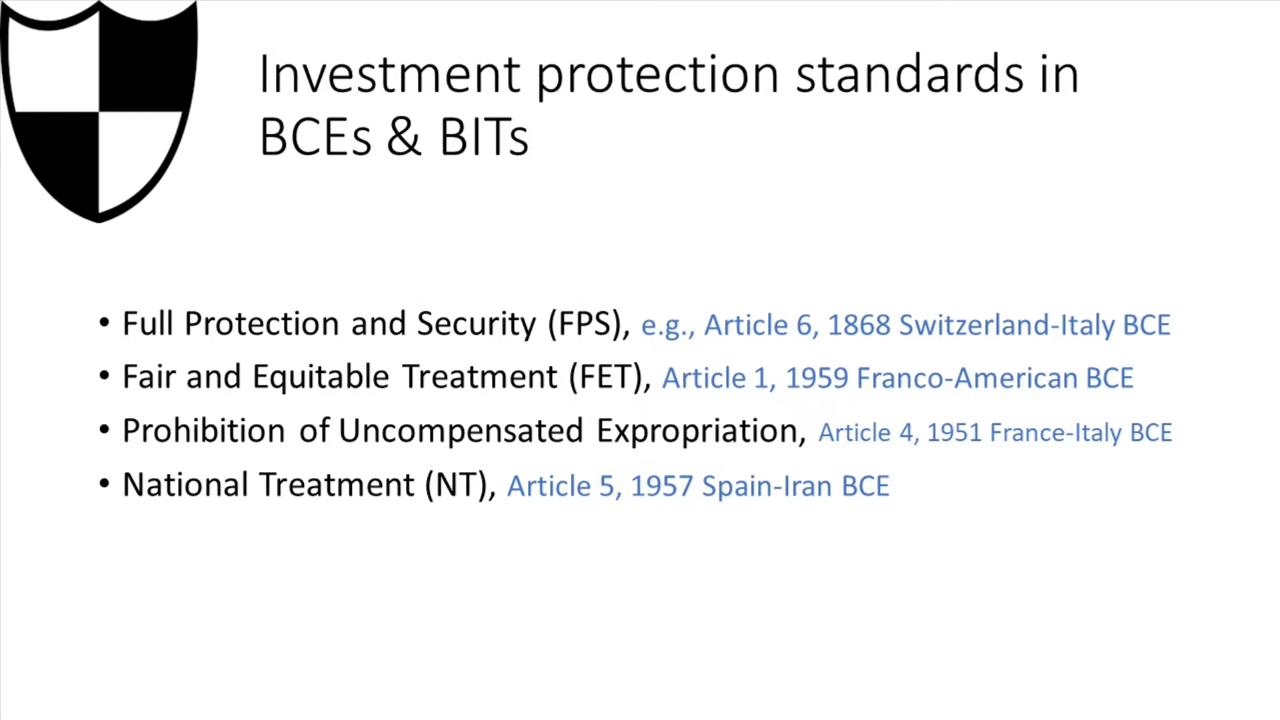 Investment protection standards in
BCEs & BITs
• Full Protection and Security (FPS), e.g., Article 6, 1868 Switzerland-Italy BCE
• Fair and Equitable Treatment (FET), Article 1, 1959 Franco-American BCE
• Prohibition of Uncompensated Expropriation, Article 4, 1951 France-Italy BCE
• National Treatment (NT), Article 5, 1957 Spain-Iran BCE